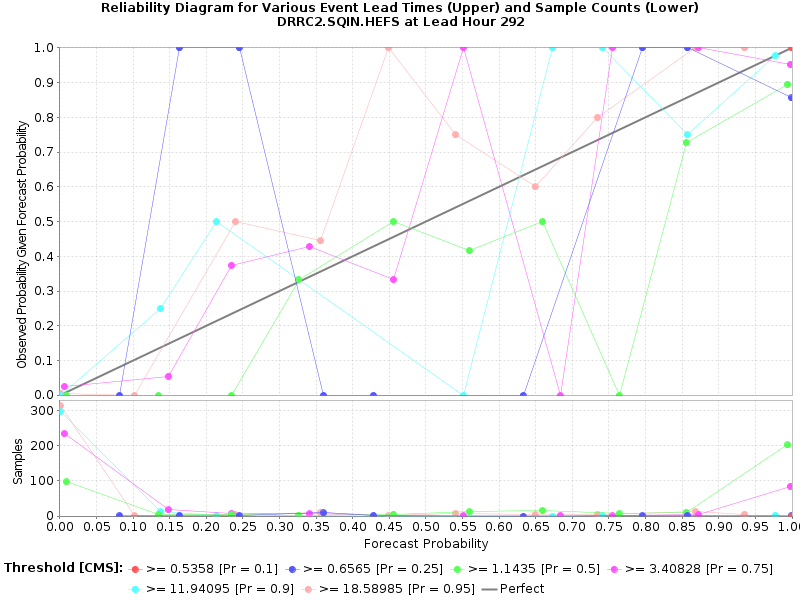 Reliability Diagram for Various Event Lead Times (Upper) and Sample Counts (Lower)
DRRC2.SQIN.HEFS at Lead Hour 292
Observed Probability Given Forecast Probability
1.0
0.9
0.8
0.7
0.6
0.5
0.4
0.3
0.2
0.1
0.0
Samples
300
200
100
0
0.00 0.05 0.10 0.15 0.20 0.25 0.30 0.35 0.40 0.45 0.50 0.55 0.60 0.65 0.70 0.75 0.80 0.85 0.90 0.95 1.0
Forecast Probability
Threshold [CMS]: >= 0.5358 [Pr = 0.1] >= 0.6565 [Pr = 0.25] >= 1.1435 [Pr = 0.5] >= 3.40828 [Pr = 0.75]
>= 11.94095 [Pr = 0.9] >= 18.58985 [Pr = 0.95] Perfect